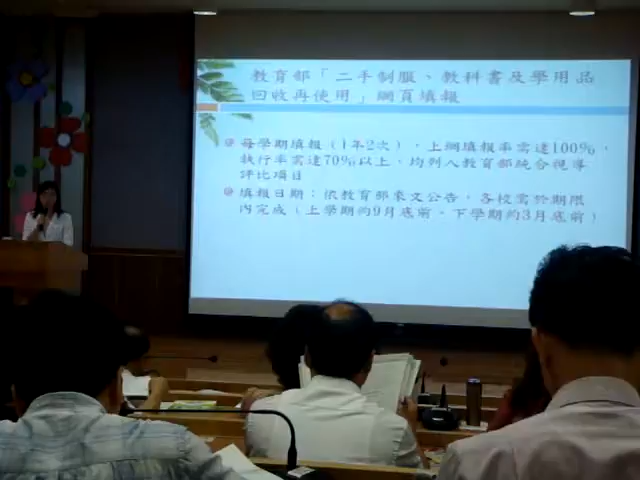 教育部「二手制服、教科書及學用品
回收再使用」網頁填報
每學期填報（1年2次），上網填報率需達100%，
執行率需達70%以上，均列入教育部統合視導
評比項目
填報日期：依教育部來文公告，各校需於期限
內完成（上學期約9月底前，下學期約3月底前）